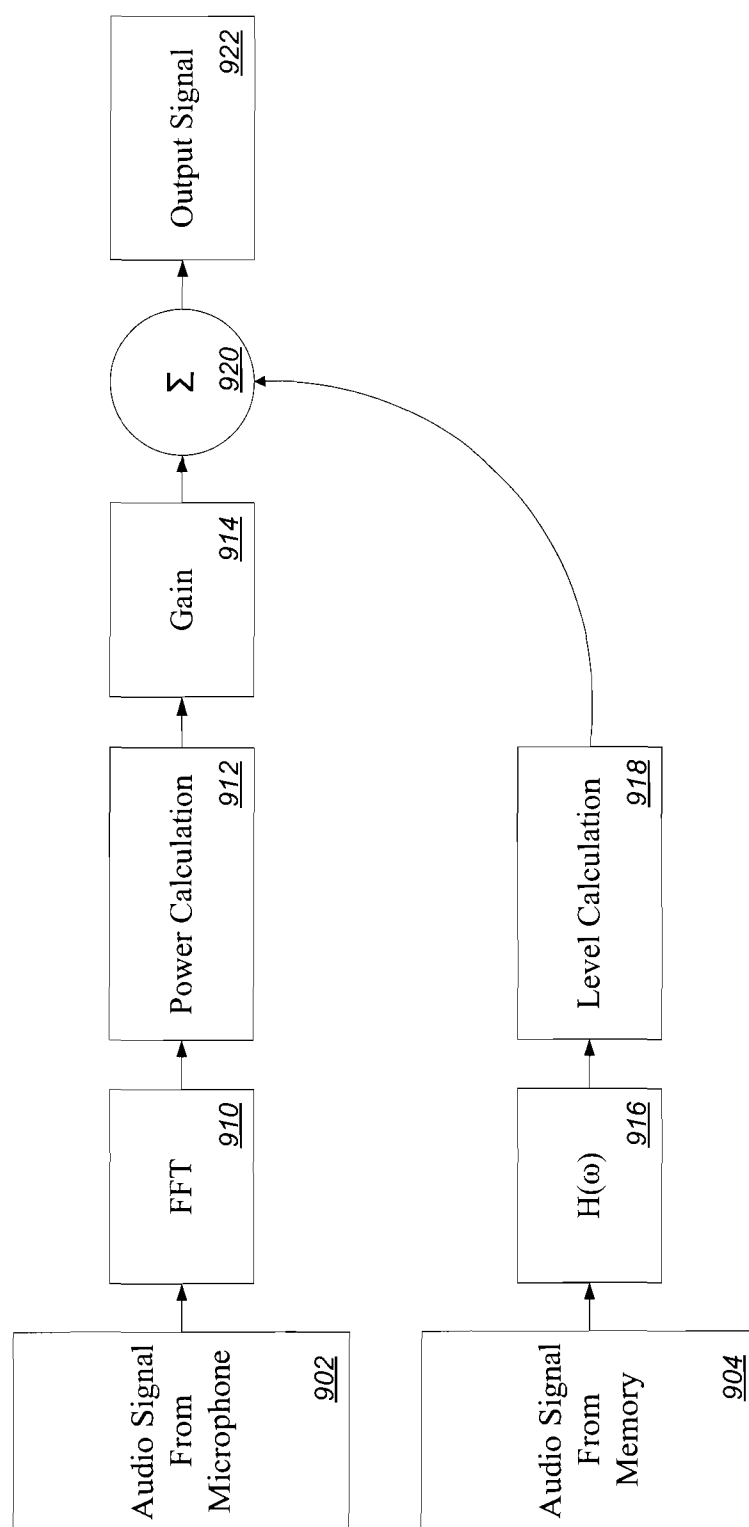 Audio Signal
From
Microphone
902
FFT
910
Power Calculation
912
Gain
914
Σ
920
Output Signal
922
Audio Signal
From
Memory
904
H(ω)
916
Level Calculation
918